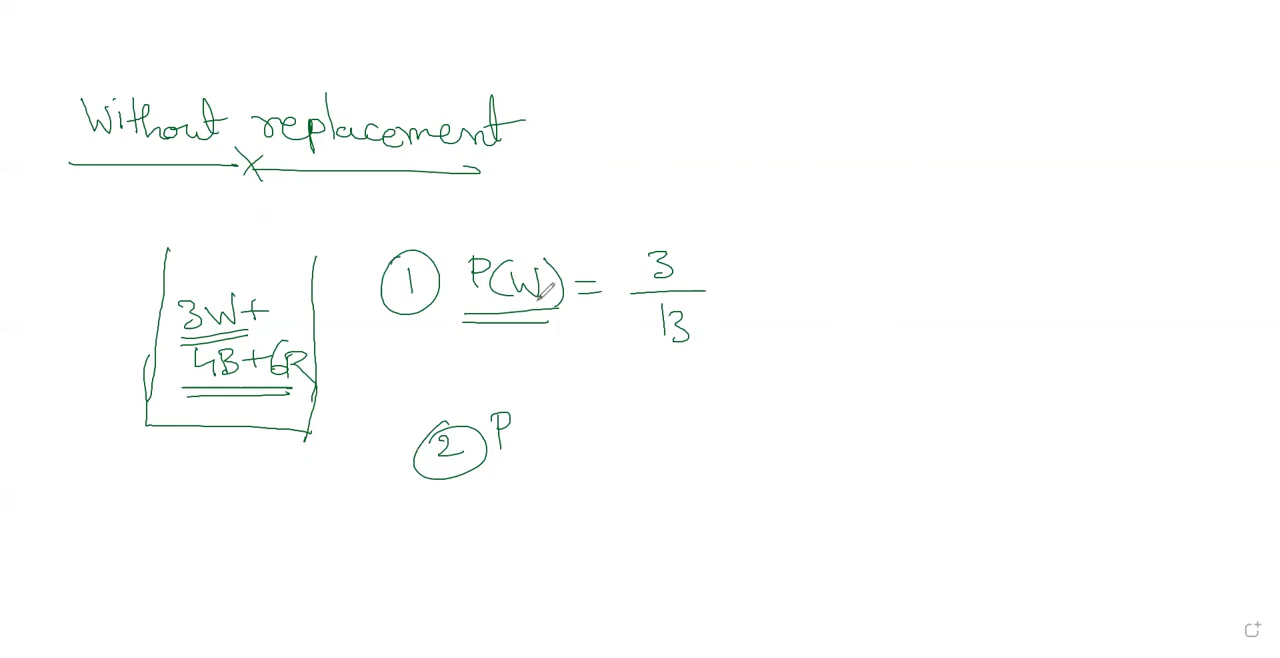 Without replacement
3W+
4B+6R
1 P(W) = 3/13
2 P